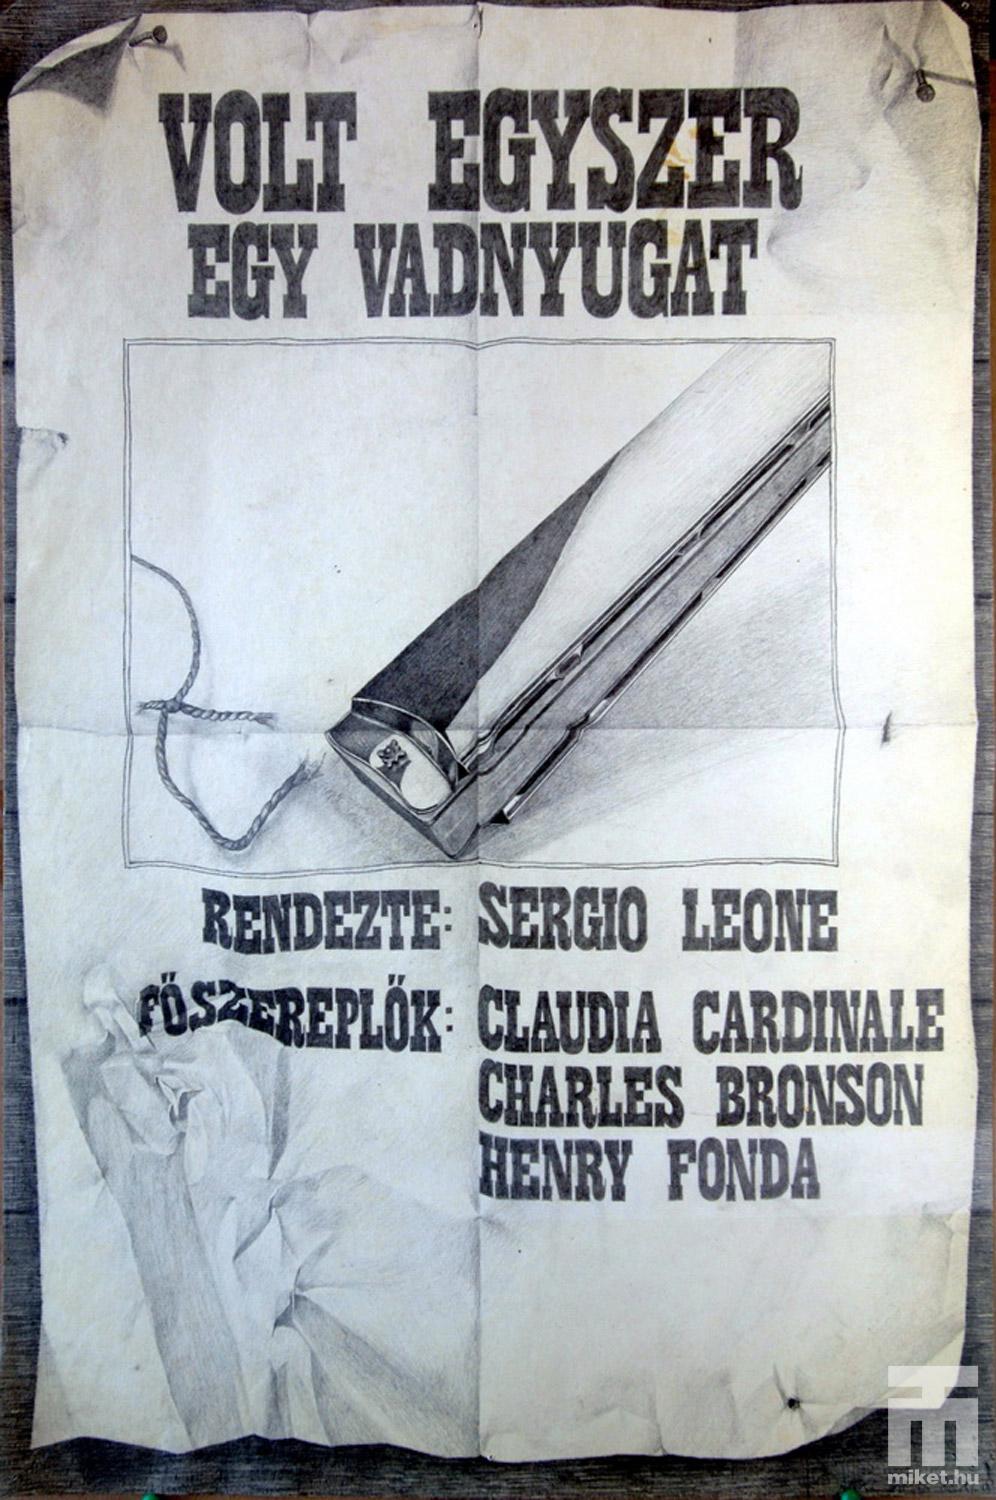 VOLT EGYSZER
EGY VADNYUGAT
RENDEZTE: SERGIO LEONE
FŐSZEREPLŐK: CLAUDIA CARDINALE
CHARLES BRONSON
HENRY FONDA
miket.hu